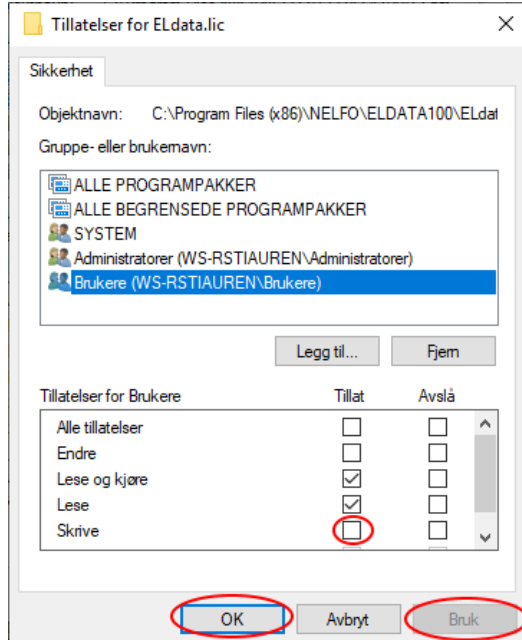 Tillatelser for ELdata.lic
Sikkerhet
Objektnavn: C:\Program Files (x86)\NELFO\ELDATA100\ELdat
Gruppe- eller brukernavn:
ALLE PROGRAMPAKKER
ALLE BEGRENSEDE PROGRAMPAKKER
SYSTEM
Administratorer (WS-RSTIAUREN\Administratorer)
Brukere (WS-RSTIAUREN\Brukere)
Legg til... Fjern
Tillatelser for Brukere Tillat Avslå
Alle tillatelser
Endre
Lese og kjøre
Lese
Skrive
OK Avbryt Bruk